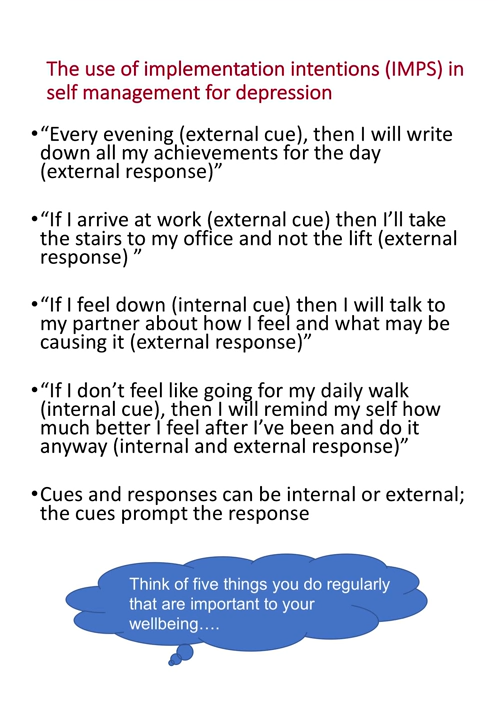 The use of implementation intentions (IMPS) in
self management for depression
•“Every evening (external cue), then I will write
down all my achievements for the day
(external response)”
•“If I arrive at work (external cue) then I’ll take
the stairs to my office and not the lift (external
response) ”
•“If I feel down (internal cue) then I will talk to
my partner about how I feel and what may be
causing it (external response)”
•“If I don’t feel like going for my daily walk
(internal cue), then I will remind my self how
much better I feel after I’ve been and do it
anyway (internal and external response)”
•Cues and responses can be internal or external;
the cues prompt the response
Think of five things you do regularly
that are important to your
wellbeing….